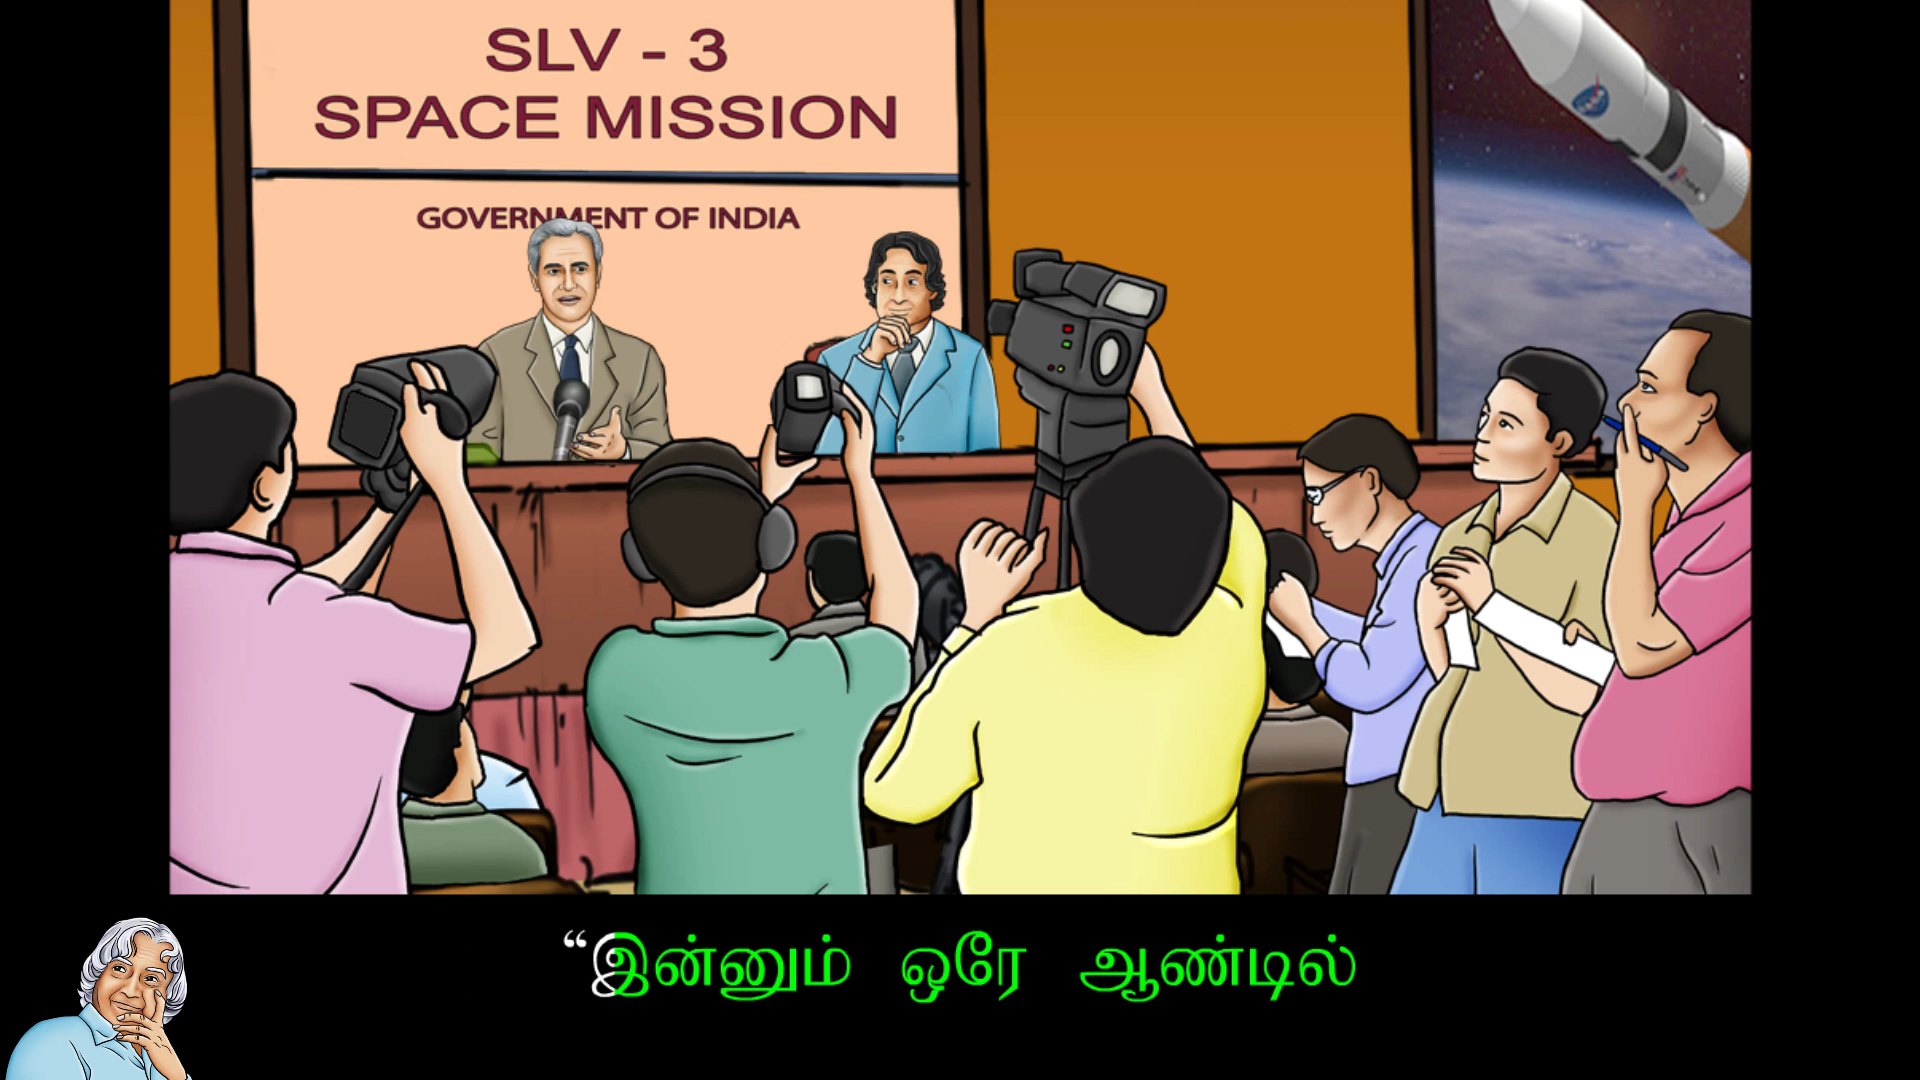 SLV - 3
SPACE MISSION
GOVERNMENT OF INDIA
“இன்னும் ஒரே ஆண்டில்